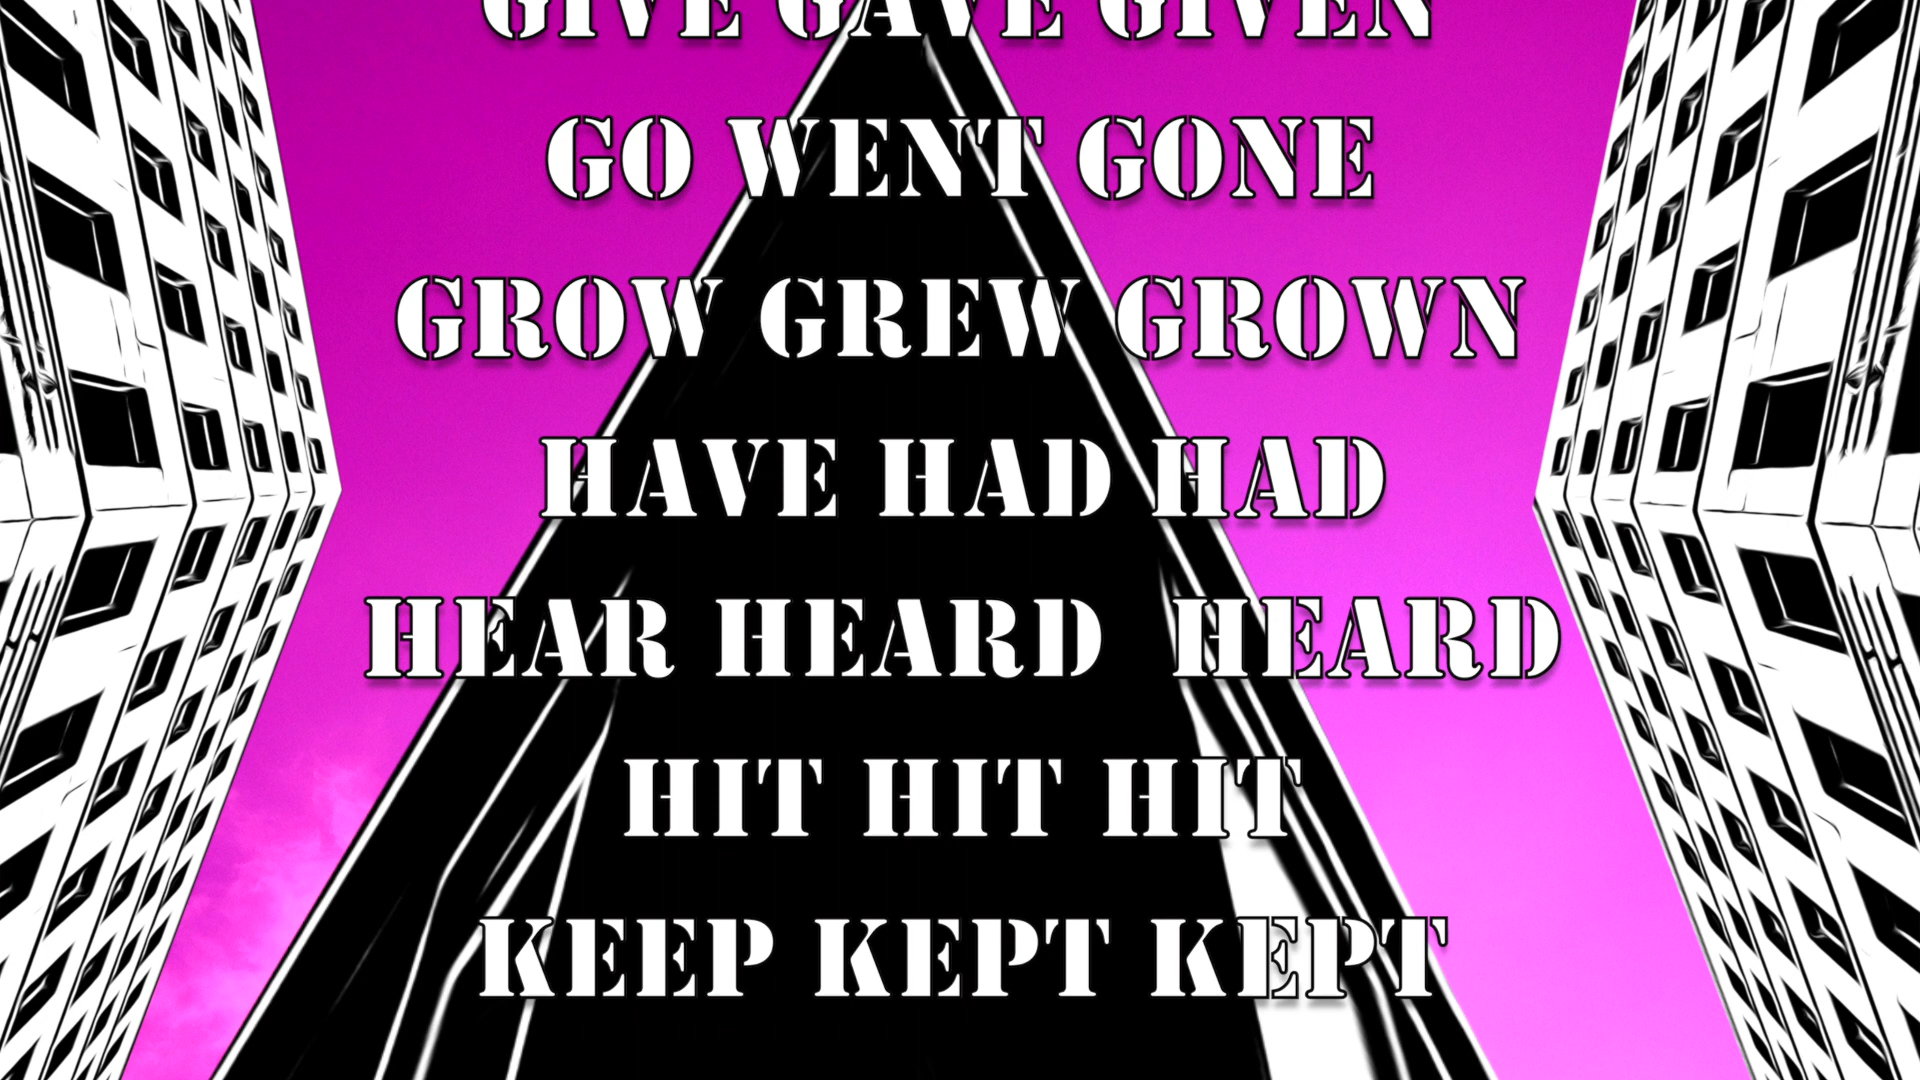 GIVE GAVE GIVEN
GO WENT GONE
GROW GREW GROWN
HAVE HAD HAD
HEAR HEARD HEARD
HIT HIT HIT
KEEP KEPT KEPT